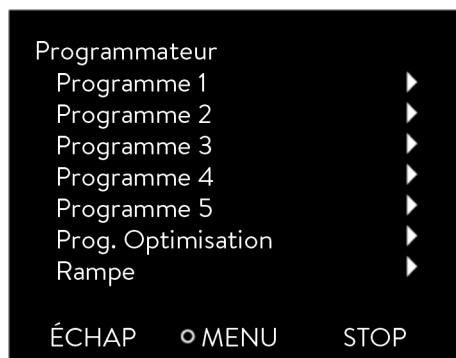 Programmateur
Programme 1
Programme 2
Programme 3
Programme 4
Programme 5
Prog. Optimisation
Rampe
ÉCHAP MENU STOP